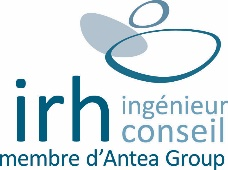 irh ingénieur
conseil
membre d'Antea Group